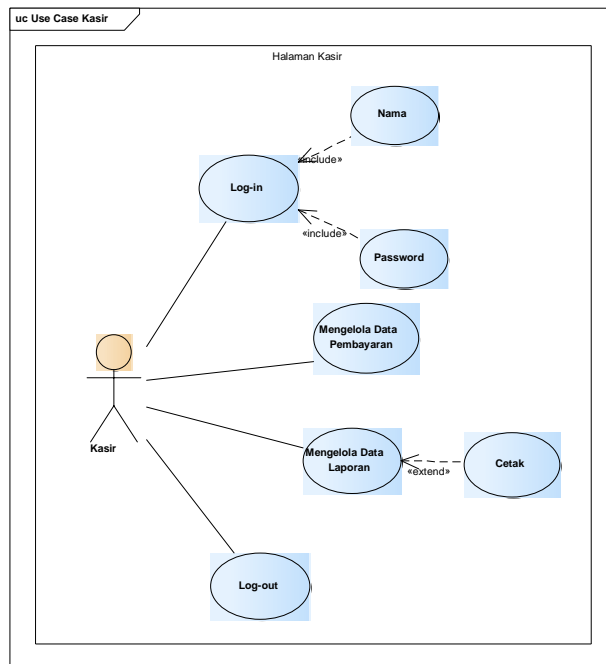 uc Use Case Kasir
Halaman Kasir
Nama
«include»
Log-in
«include»
Password
Mengelola Data
Pembayaran
Kasir
Mengelola Data
Laporan
«extend»
Cetak
Log-out